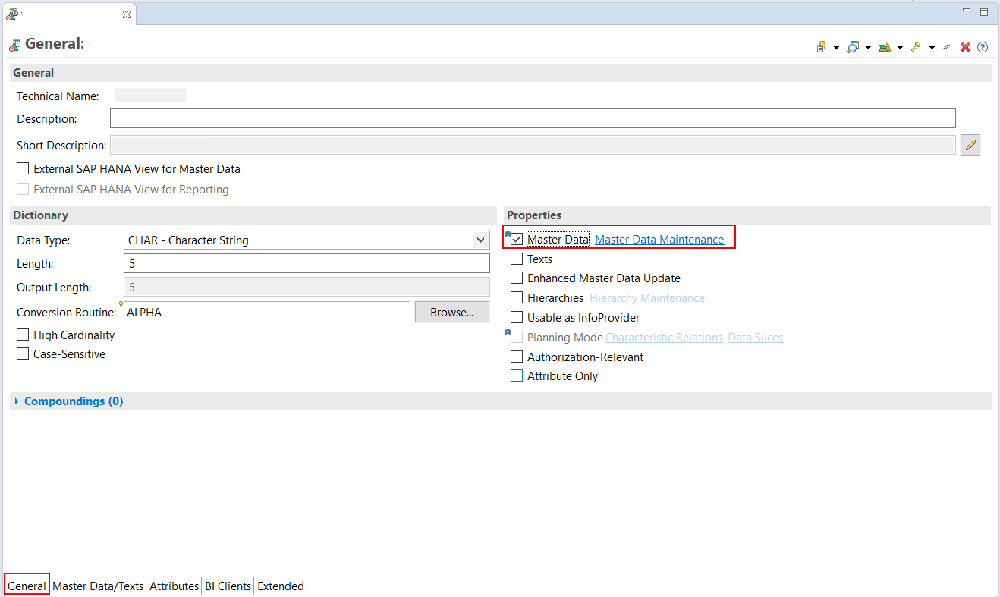 General:
General
Technical Name:
Description:
Short Description:
External SAP HANA View for Master Data
External SAP HANA View for Reporting
Dictionary
Data Type: CHAR - Character String
Length: 5
Output Length: 5
Conversion Routine: ALPHA Browse...
High Cardinality
Case-Sensitive
Properties
Master Data Master Data Maintenance
Texts
Enhanced Master Data Update
Hierarchies Hierarchy Maintenance
Usable as InfoProvider
Planning Mode Characteristic Relations Data Slices
Authorization-Relevant
Attribute Only
Compoundings (0)
General Master Data/Texts Attributes BI Clients Extended